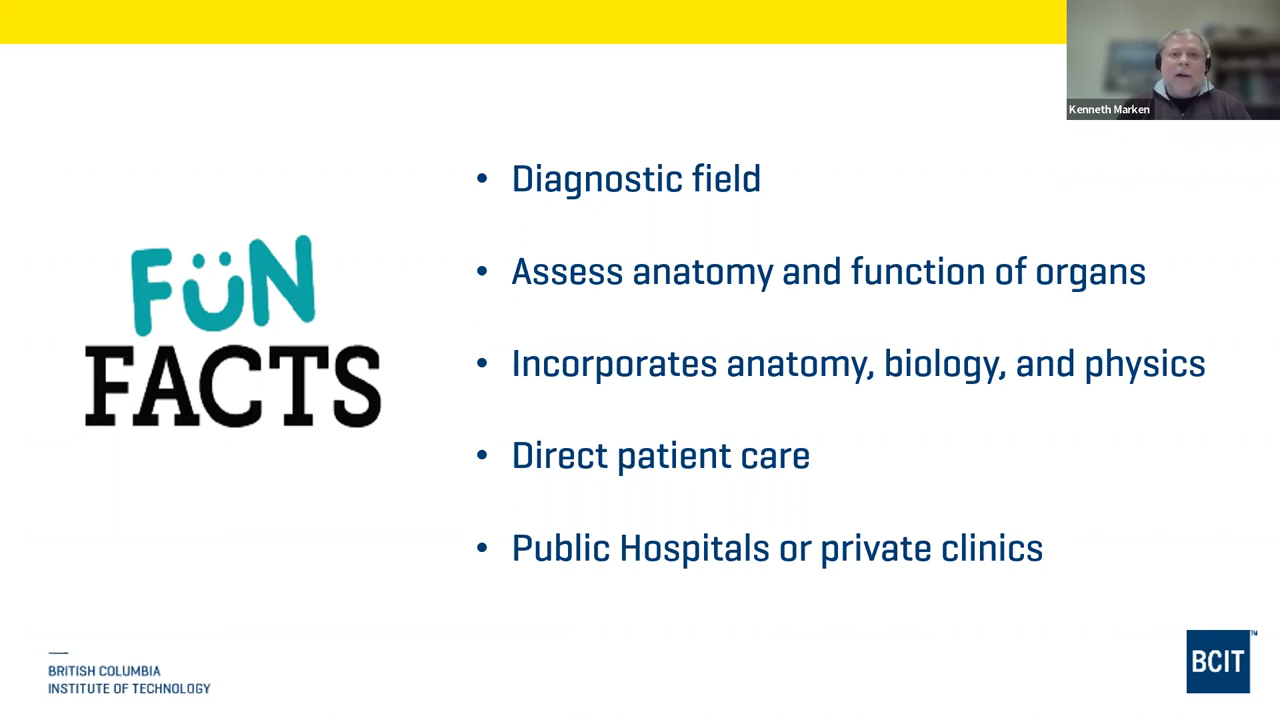 Kenneth Marken
FüN
FACTS
• Diagnostic field
• Assess anatomy and function of organs
• Incorporates anatomy, biology, and physics
• Direct patient care
• Public Hospitals or private clinics
BRITISH COLUMBIA
INSTITUTE OF TECHNOLOGY
BCIT™